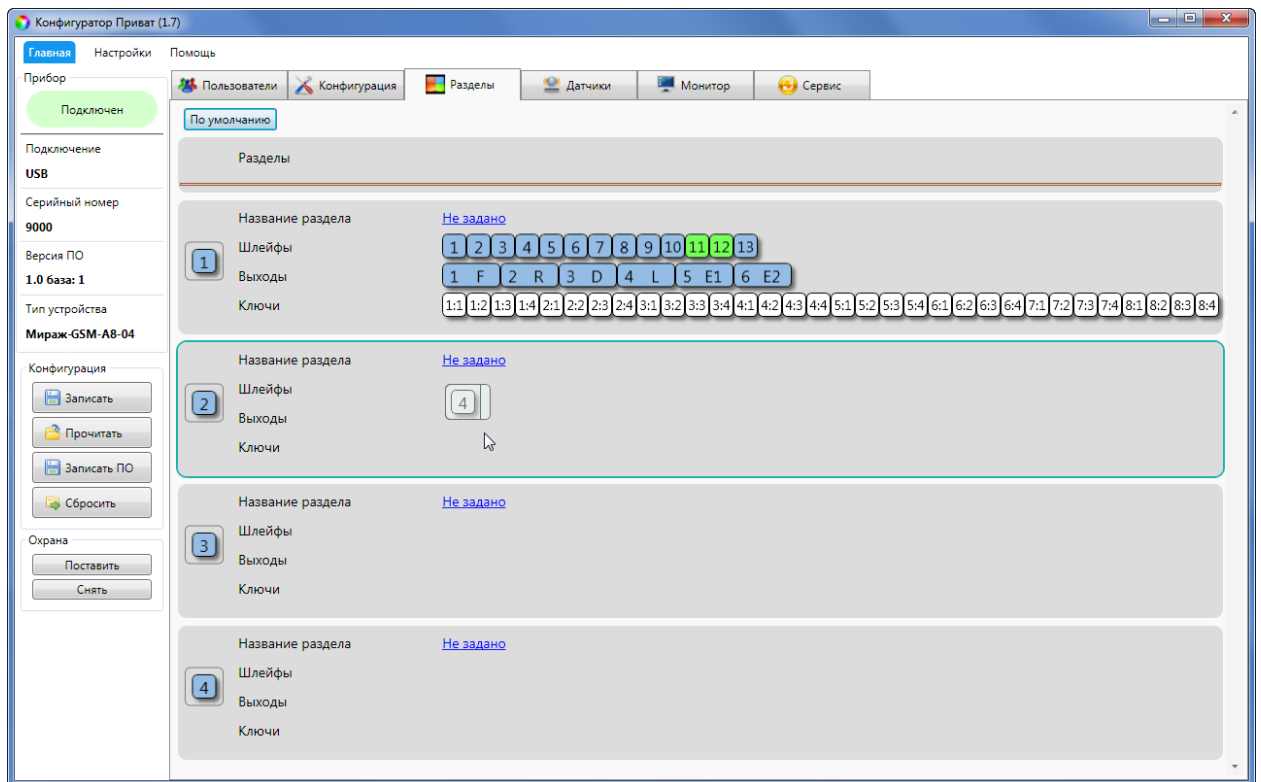 Конфигуратор Приват (1.7)
Главная Настройки Помощь
Прибор
Подключен
Подключение
USB
Серийный номер
9000
Версия ПО
1.0 база: 1
Тип устройства
Мираж-GSM-A8-04
Конфигурация
Записать
Прочитать
Записать ПО
Сбросить
Охрана
Поставить
Снять
Пользователи Конфигурация Разделы Датчики Монитор Сервис
По умолчанию
Разделы
1
Название раздела Не задано
Шлейфы 1 2 3 4 5 6 7 8 9 10 11 12 13
Выходы 1 F 2 R 3 D 4 L 5 E1 6 E2
Ключи 1:1 1:2 1:3 1:4 2:1 2:2 2:3 2:4 3:1 3:2 3:3 3:4 4:1 4:2 4:3 4:4 5:1 5:2 5:3 5:4 6:1 6:2 6:3 6:4 7:1 7:2 7:3 7:4 8:1 8:2 8:3 8:4
2
Название раздела Не задано
Шлейфы
4
Выходы
Ключи
3
Название раздела Не задано
Шлейфы
Выходы
Ключи
4
Название раздела Не задано
Шлейфы
Выходы
Ключи